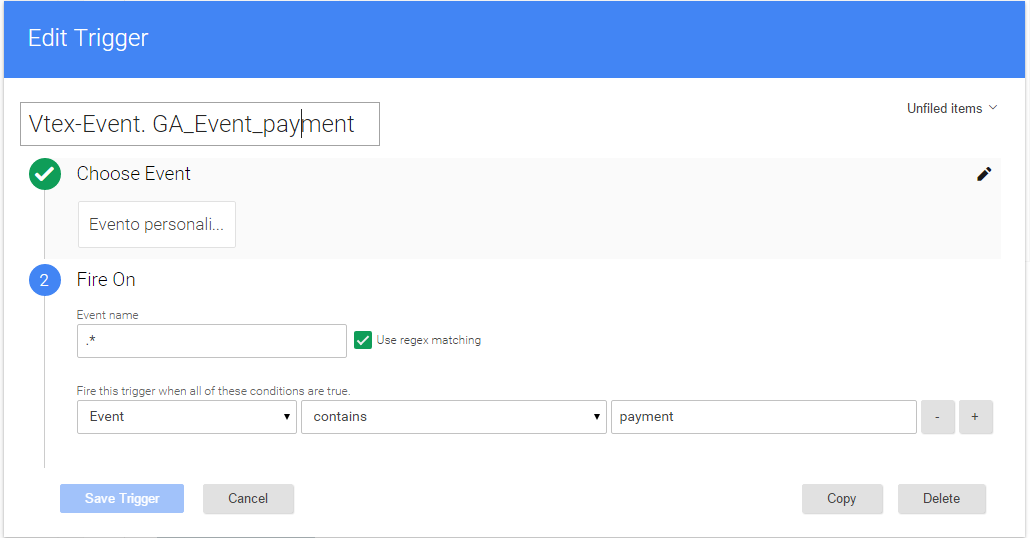 Edit Trigger
Vtex-Event. GA_Event_payment
Unfiled items
Choose Event
Evento personali...
2
Fire On
Event name
.*
Use regex matching
Fire this trigger when all of these conditions are true.
Event contains payment - +
Save Trigger Cancel Copy Delete